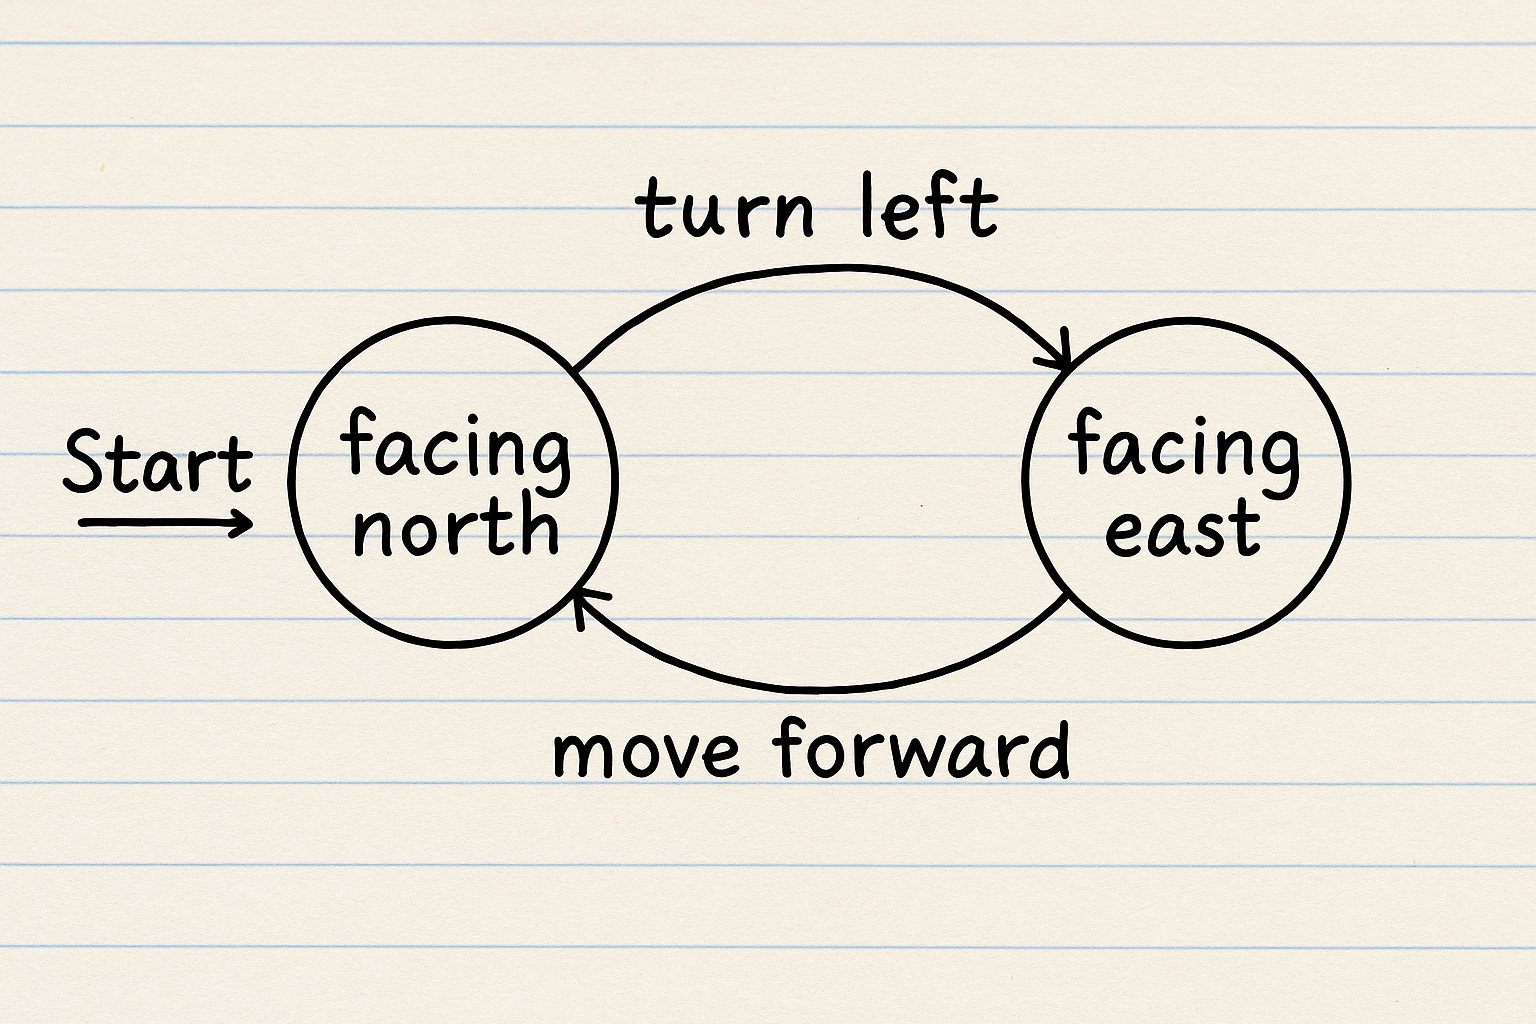 turn left
Start
facing
north
facing
east
move forward